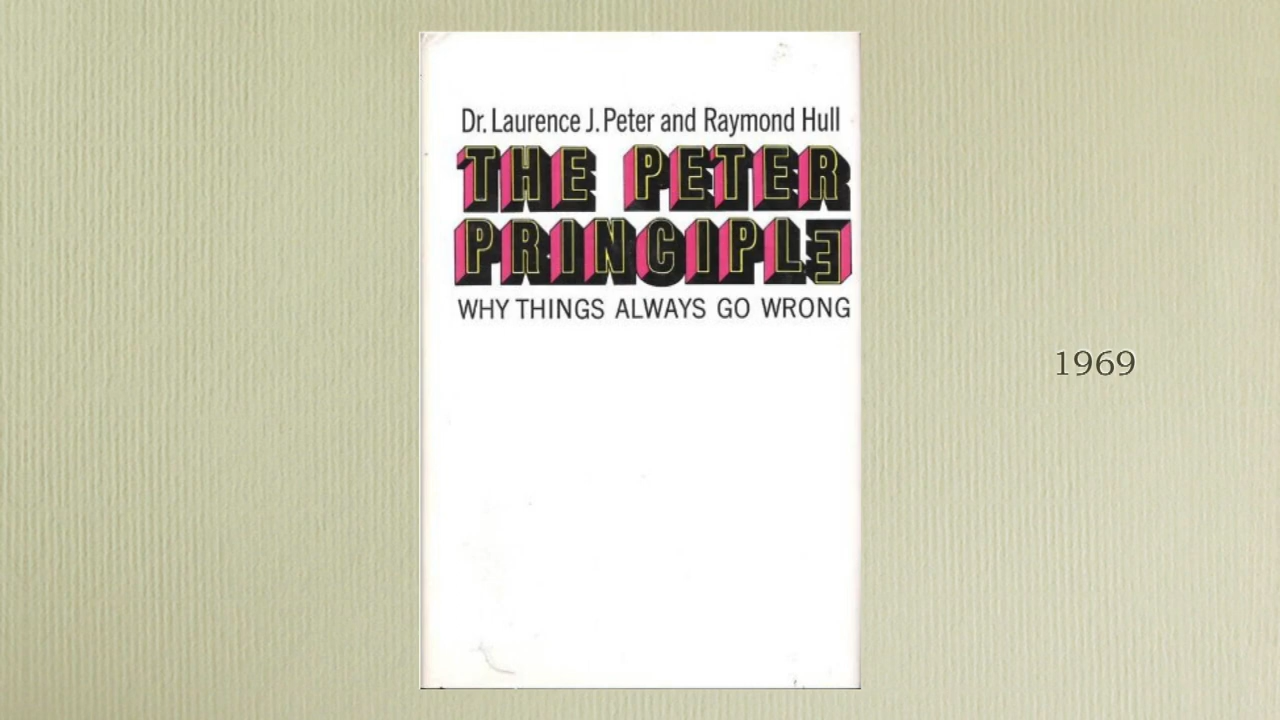 Dr. Laurence J. Peter and Raymond Hull
THE PETER
PRINCIPLE
WHY THINGS ALWAYS GO WRONG
1969